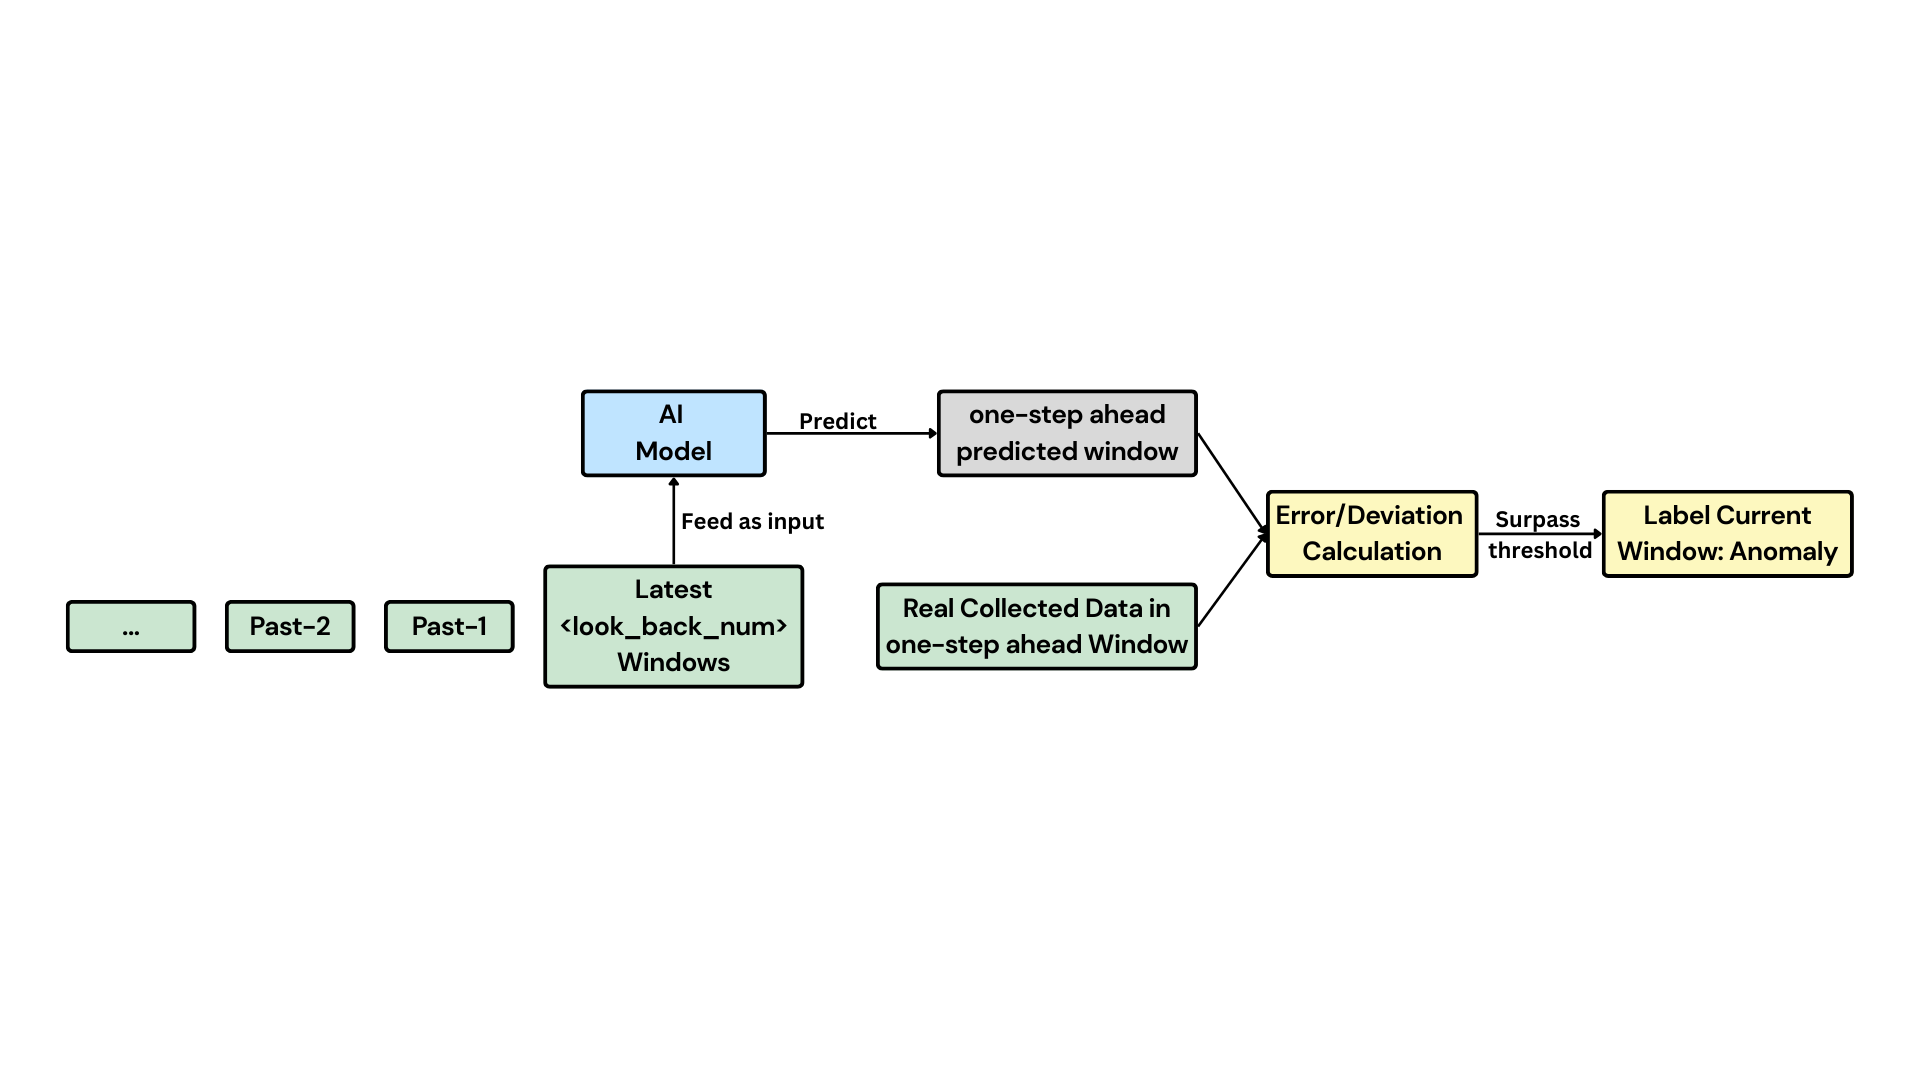 AI
Model
Predict
one-step ahead
predicted window
Feed as input
Error/Deviation
Calculation
Surpass
threshold
Label Current
Window: Anomaly
...
Past-2
Past-1
Latest
<look_back_num>
Windows
Real Collected Data in
one-step ahead Window